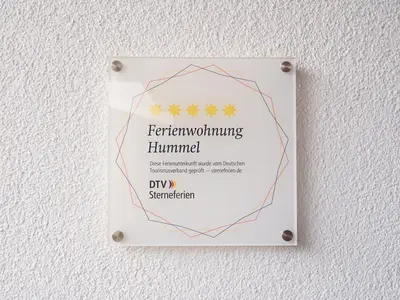 Ferienwohnung
Hummel
Diese Ferienunterkunft wurde vom Deutschen
Tourismusverband geprüft — sterneferien.de
DTV
Sterneferien